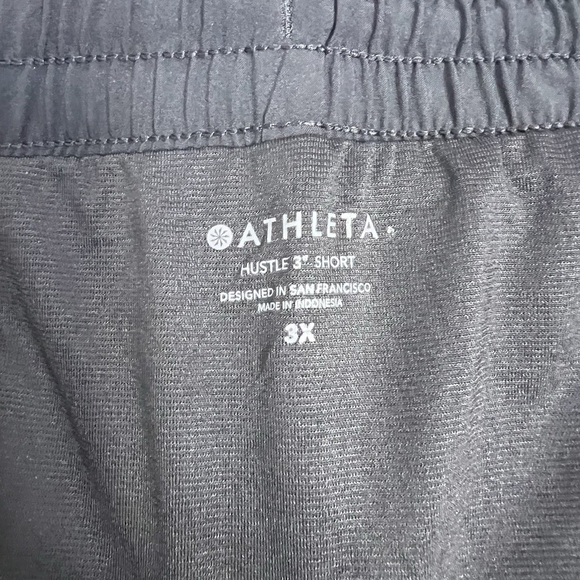 ATHLETA®
HUSTLE 3" SHORT
DESIGNED IN SAN FRANCISCO
MADE IN INDONESIA
3X